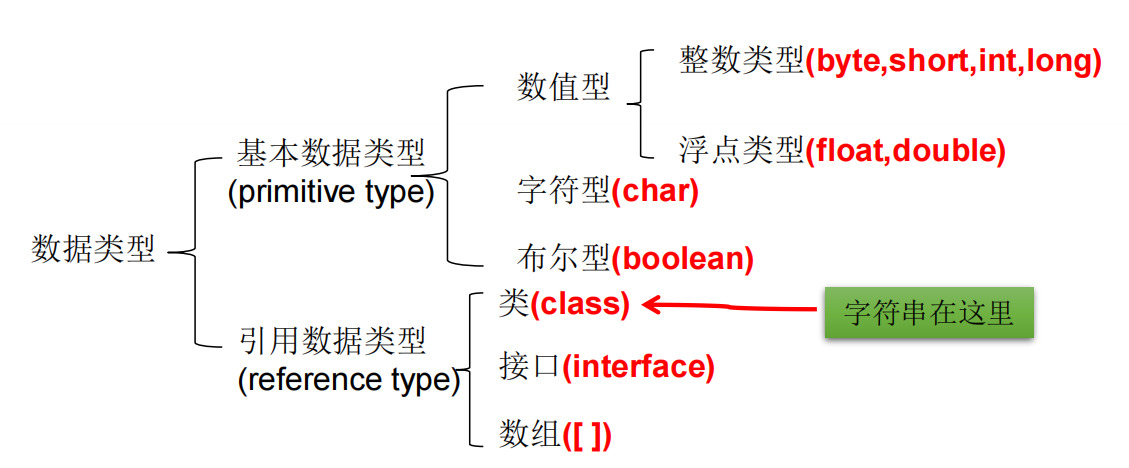 整数类型(byte,short,int,long)
数值型
浮点类型(float,double)
基本数据类型
(primitive type)
字符型(char)
数据类型
布尔型(boolean)
类(class)
字符串在这里
引用数据类型
(reference type)
接口(interface)
数组([ ])